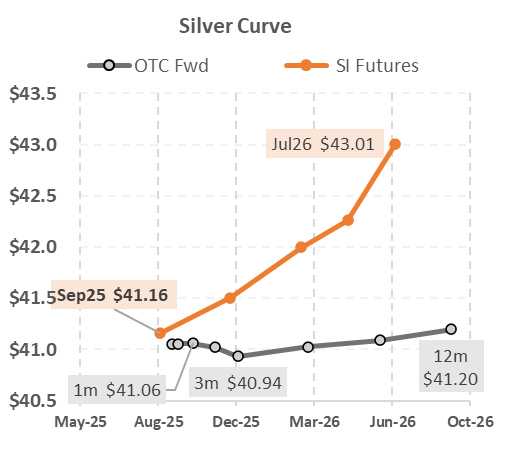 Silver Curve
OTC Fwd
SI Futures
$43.5
$43.0
$42.5
$42.0
$41.5
$41.0
$40.5
Jul26 $43.01
Sep25 $41.16
1m $41.06
3m $40.94
12m
$41.20
May-25
Aug-25
Dec-25
Mar-26
Jun-26
Oct-26